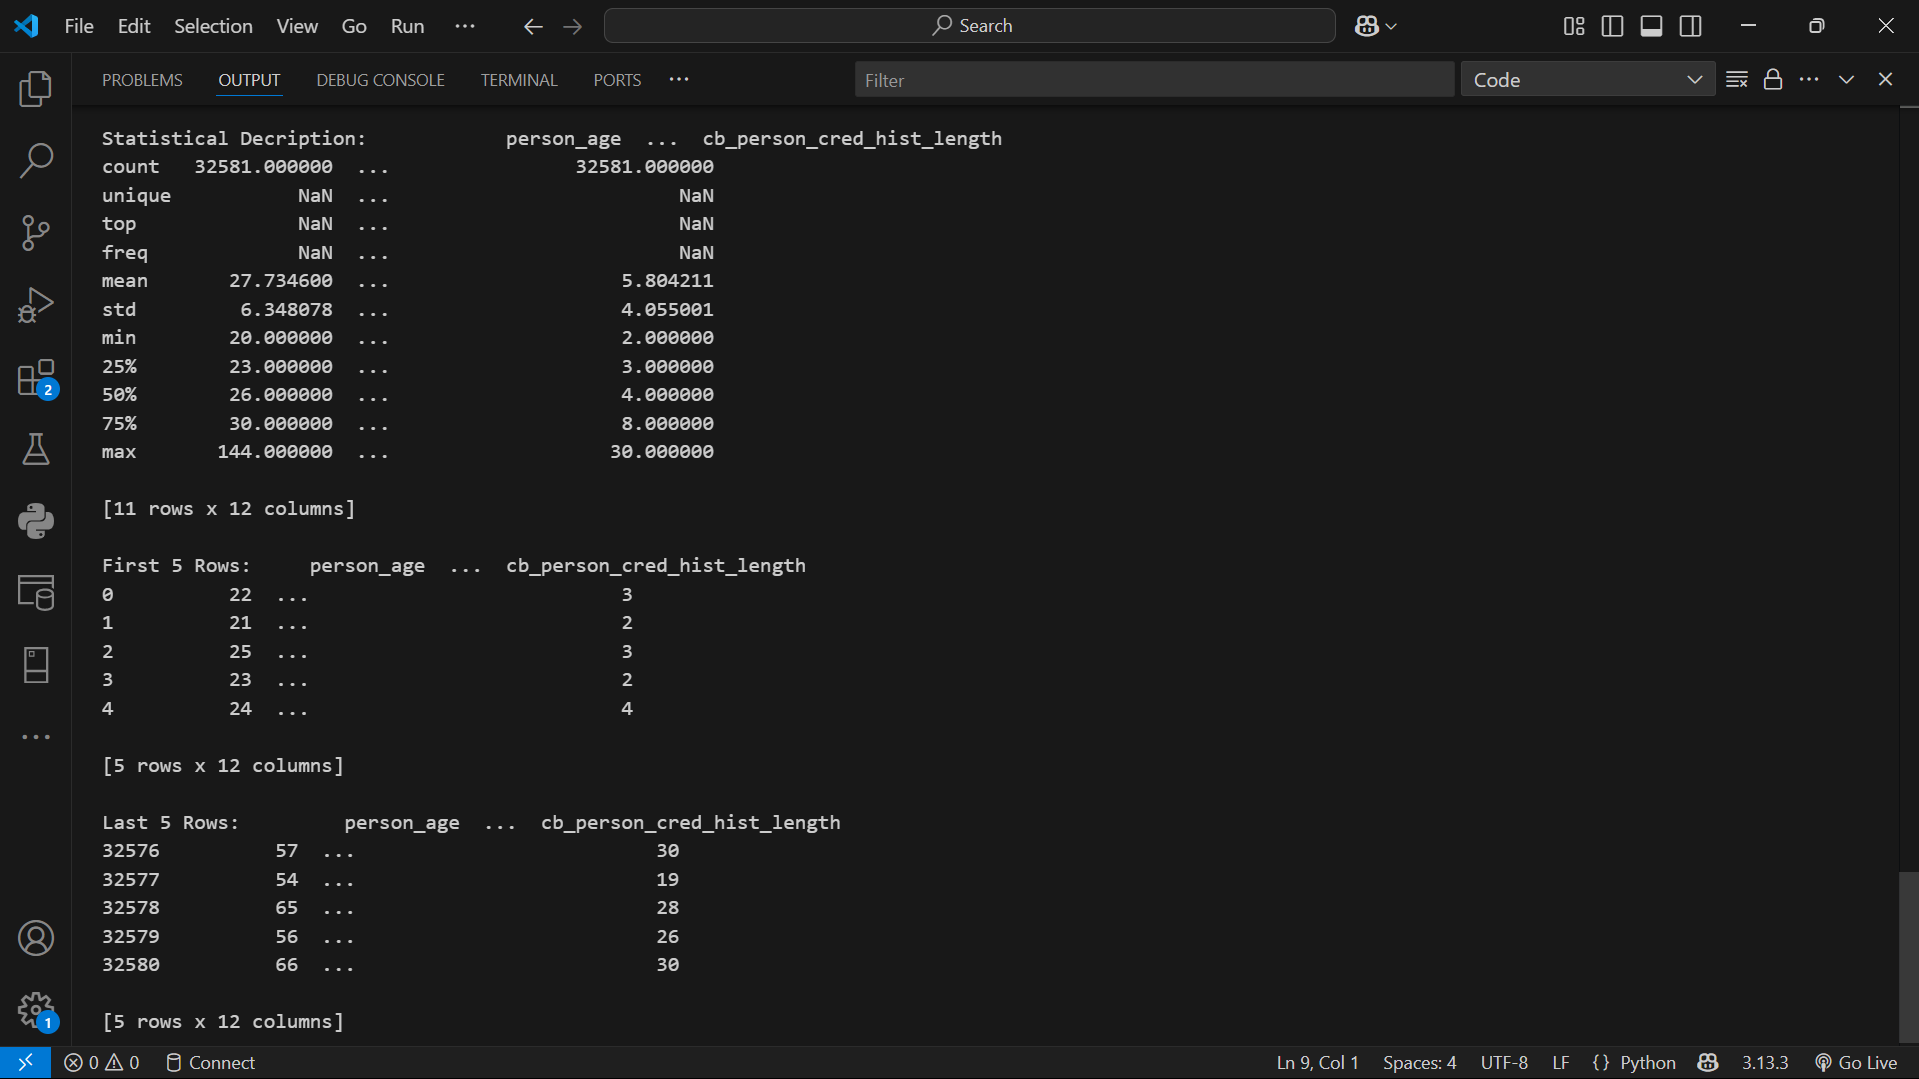 File Edit Selection View Go Run ··· Search
PROBLEMS OUTPUT DEBUG CONSOLE TERMINAL PORTS ··· Filter Code
Statistical Decription: person_age ... cb_person_cred_hist_length
count 32581.000000 ... 32581.000000
unique NaN ... NaN
top NaN ... NaN
freq NaN ... NaN
mean 27.734600 ... 5.804211
std 6.348078 ... 4.055001
min 20.000000 ... 2.000000
25% 23.000000 ... 3.000000
50% 26.000000 ... 4.000000
75% 30.000000 ... 8.000000
max 144.000000 ... 30.000000
[11 rows x 12 columns]
First 5 Rows: person_age ... cb_person_cred_hist_length
0 22 ... 3
1 21 ... 2
2 25 ... 3
3 23 ... 2
4 24 ... 4
[5 rows x 12 columns]
Last 5 Rows: person_age ... cb_person_cred_hist_length
32576 57 ... 30
32577 54 ... 19
32578 65 ... 28
32579 56 ... 26
32580 66 ... 30
[5 rows x 12 columns]
2
1
0 0 Connect Ln 9, Col 1 Spaces: 4 UTF-8 LF {} Python 3.13.3 Go Live